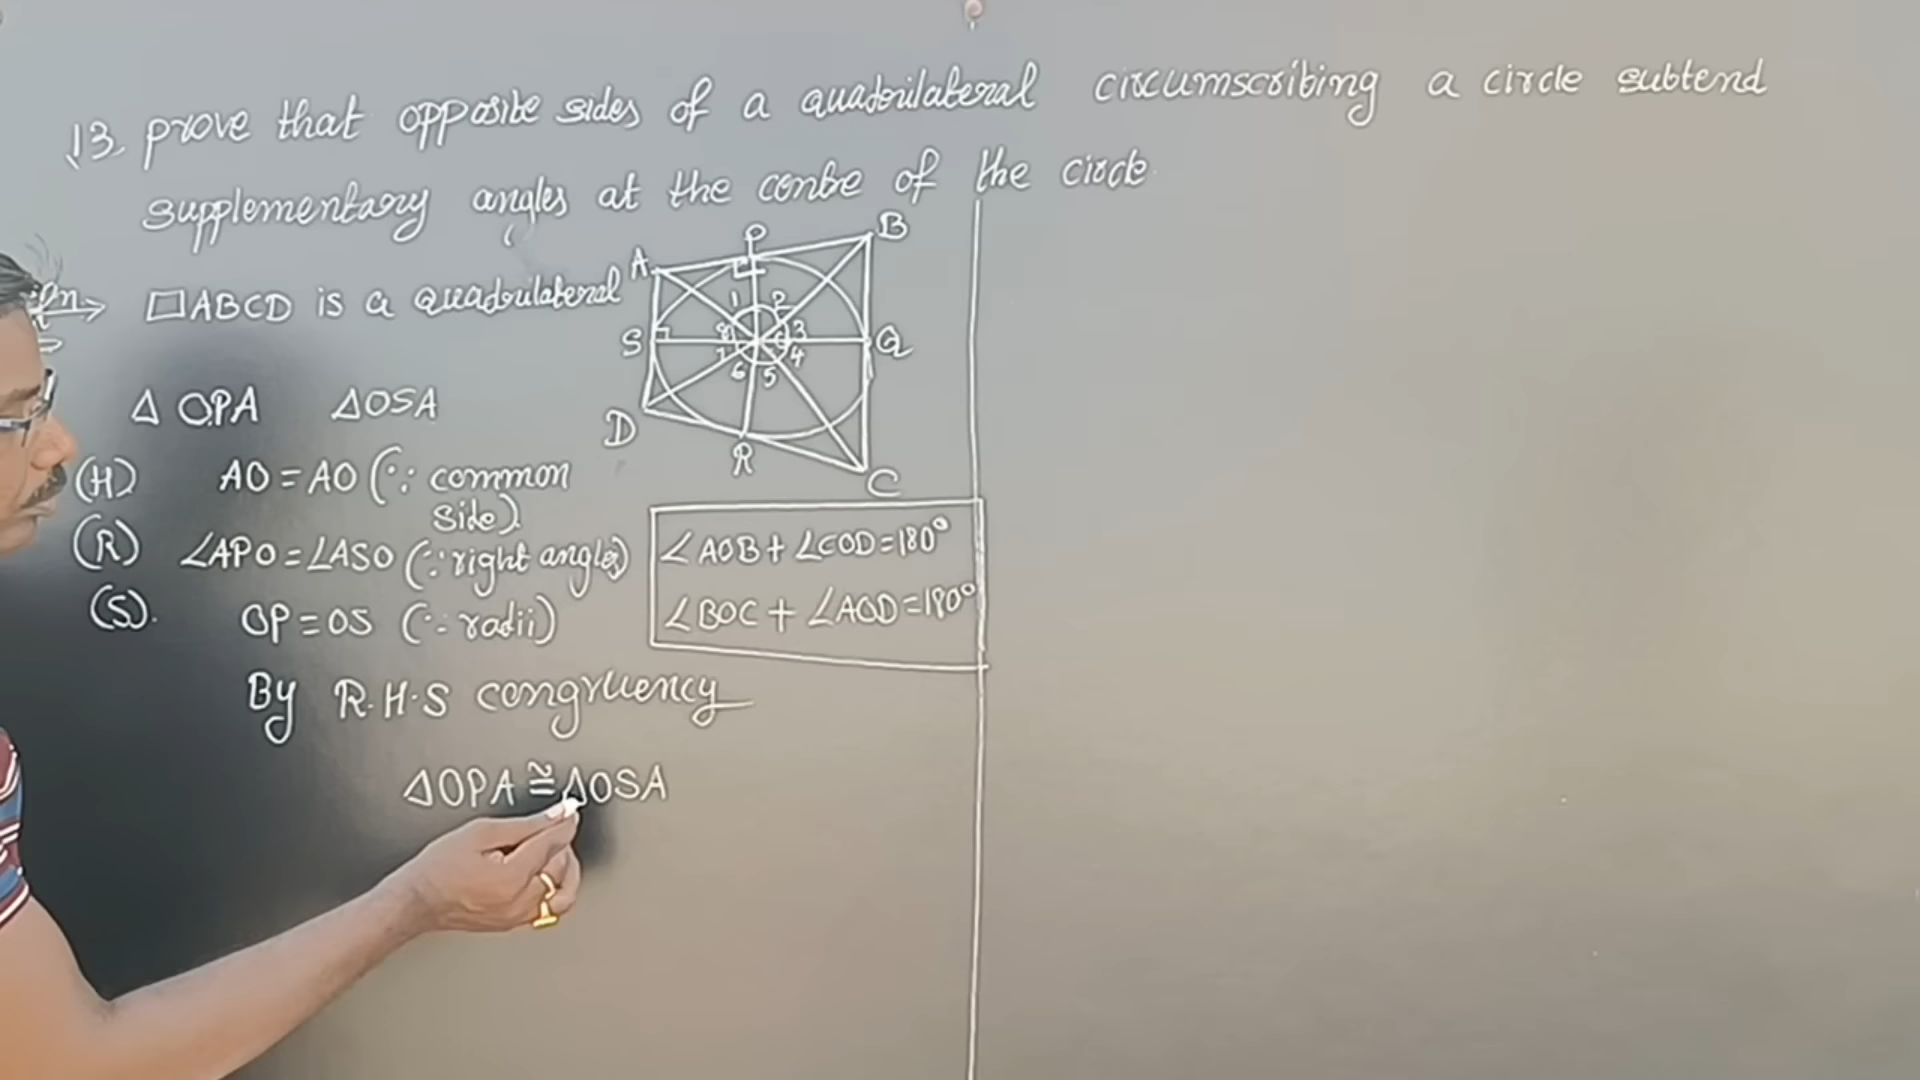 13. prove that opposite sides of a quadrilateral circumscribing a circle subtend
supplementary angles at the centre of the circle.
□ABCD is a quadrilateral
A P B
S Q
D R C
1 2 3 4 5 6 7 8
△ OPA △OSA
(H) AO = AO (∵ common
side).
(R) ∠APO = ∠ASO (∵ right angles)
(S). OP = OS (∵ radii)
∠AOB + ∠COD = 180°
∠BOC + ∠AOD = 180°
By R.H.S congruency
△OPA ≅ △OSA